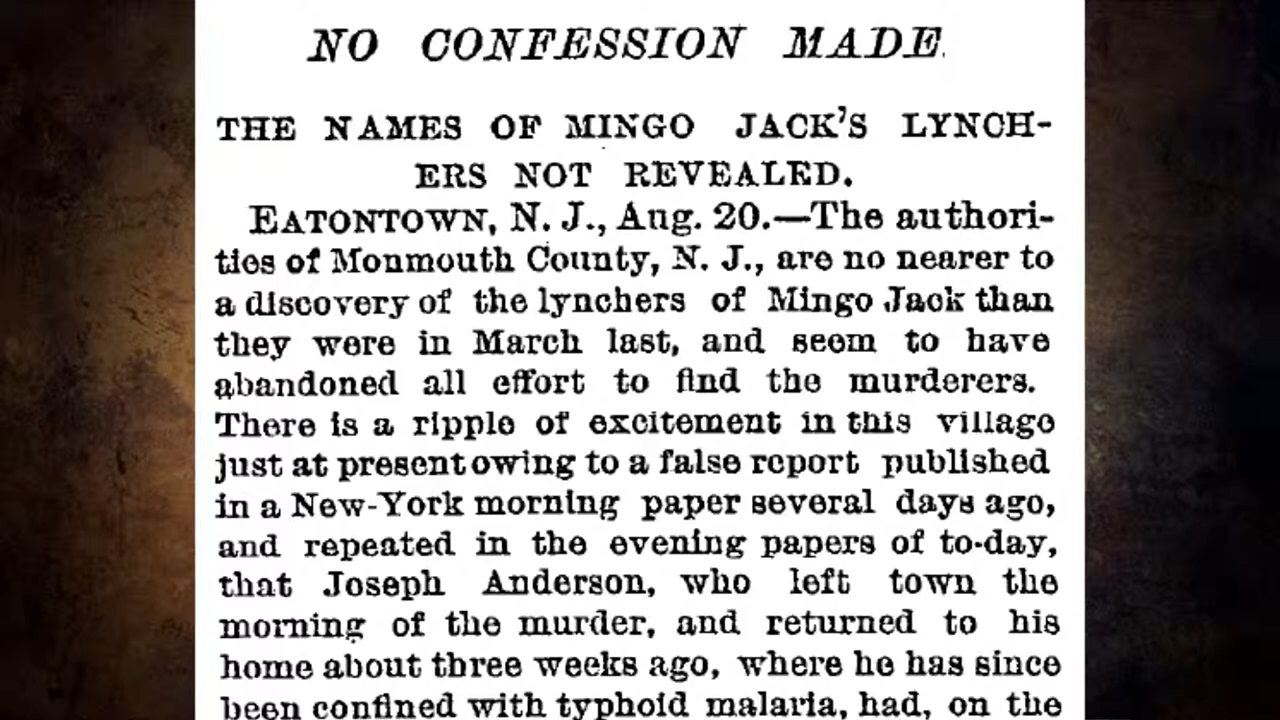 NO CONFESSION MADE.
THE NAMES OF MINGO JACK'S LYNCH-
ERS NOT REVEALED.
EATONTOWN, N. J., Aug. 20.—The authori-
ties of Monmouth County, N. J., are no nearer to
a discovery of the lynchers of Mingo Jack than
they were in March last, and seem to have
abandoned all effort to find the murderers.
There is a ripple of excitement in this village
just at present owing to a false report published
in a New-York morning paper several days ago,
and repeated in the evening papers of to-day,
that Joseph Anderson, who left town the
morning of the murder, and returned to his
home about three weeks ago, where he has since
been confined with typhoid malaria, had, on the